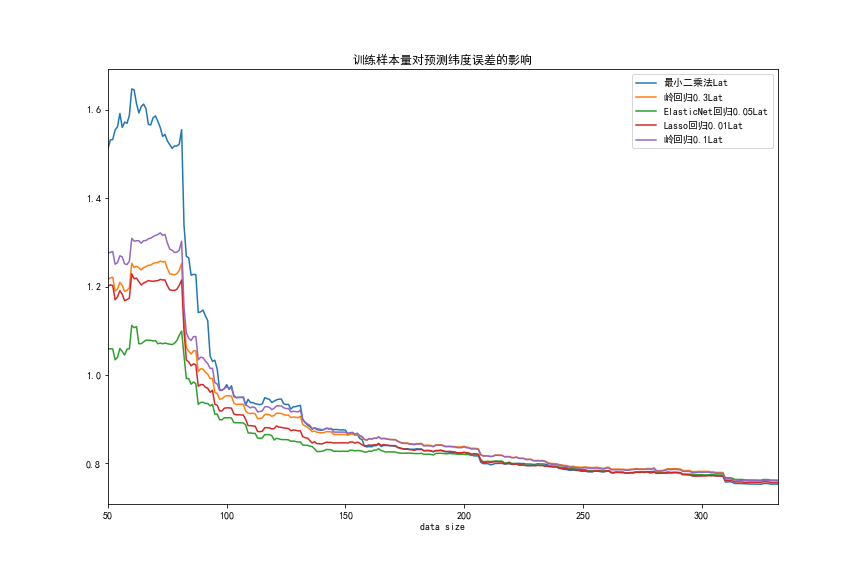 训练样本量对预测纬度误差的影响
最小二乘法Lat
岭回归0.3Lat
ElasticNet回归0.05Lat
Lasso回归0.01Lat
岭回归0.1Lat
1.6
1.4
1.2
1.0
0.8
50 100 150 200 250 300
data size